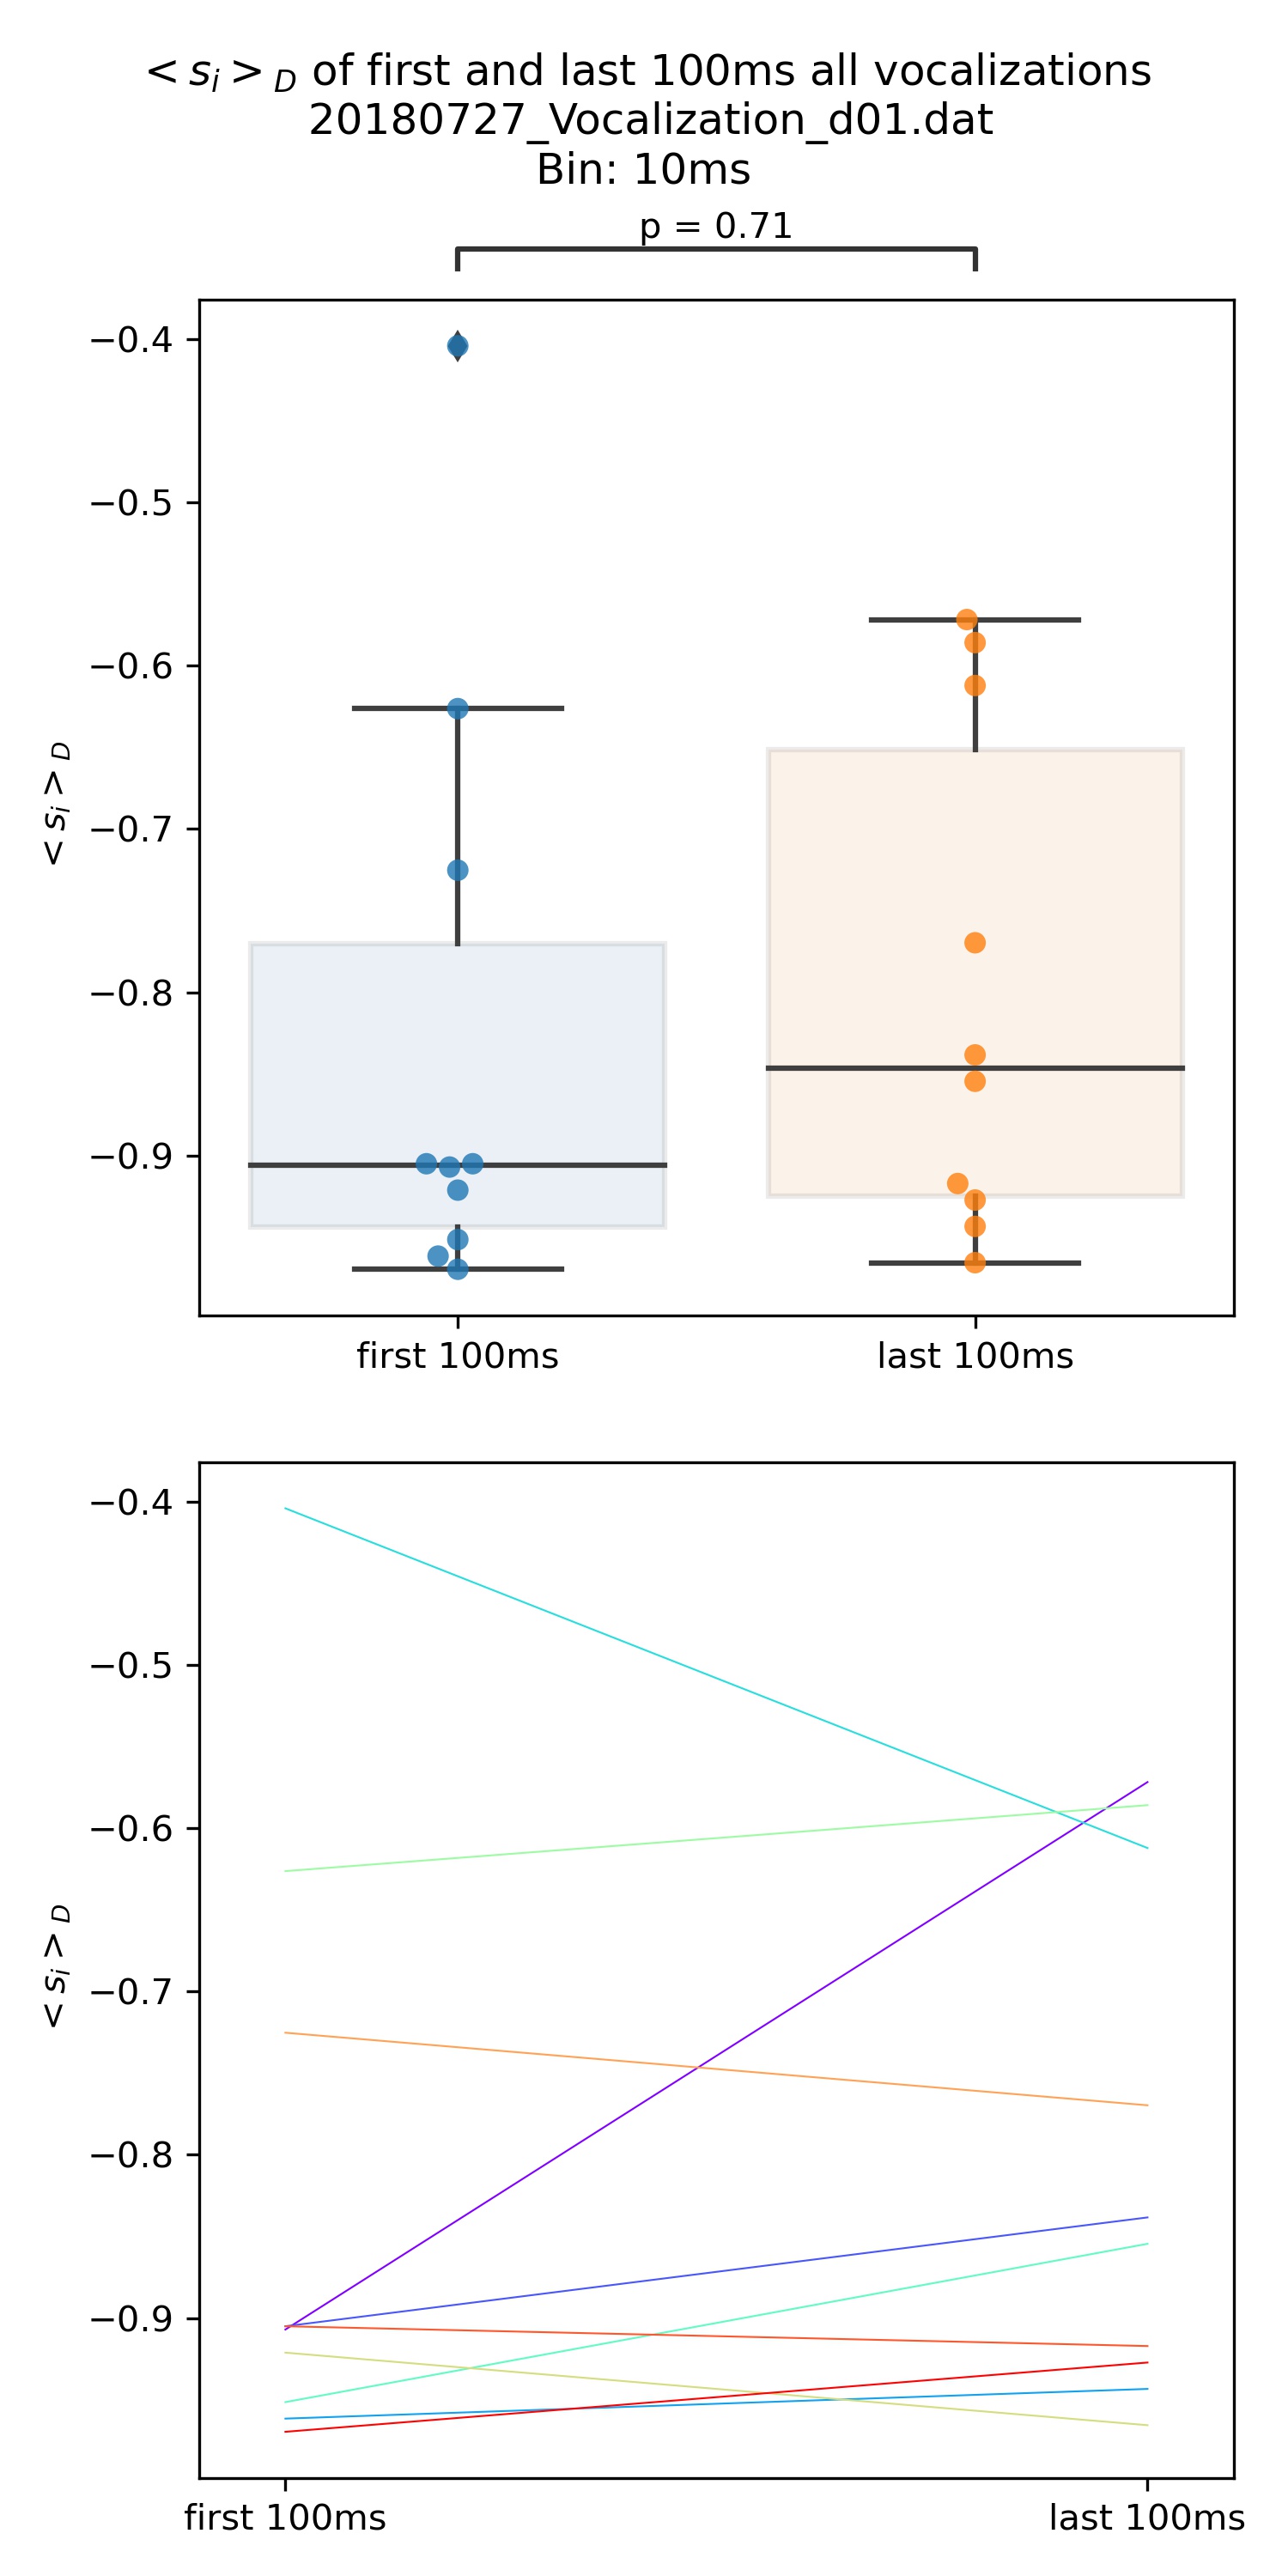 < s_i >_D of first and last 100ms all vocalizations
20180727_Vocalization_d01.dat
Bin: 10ms
p = 0.71
−0.4
−0.5
−0.6
−0.7
−0.8
−0.9
< s_i >_D
first 100ms
last 100ms
−0.4
−0.5
−0.6
−0.7
−0.8
−0.9
< s_i >_D
first 100ms
last 100ms